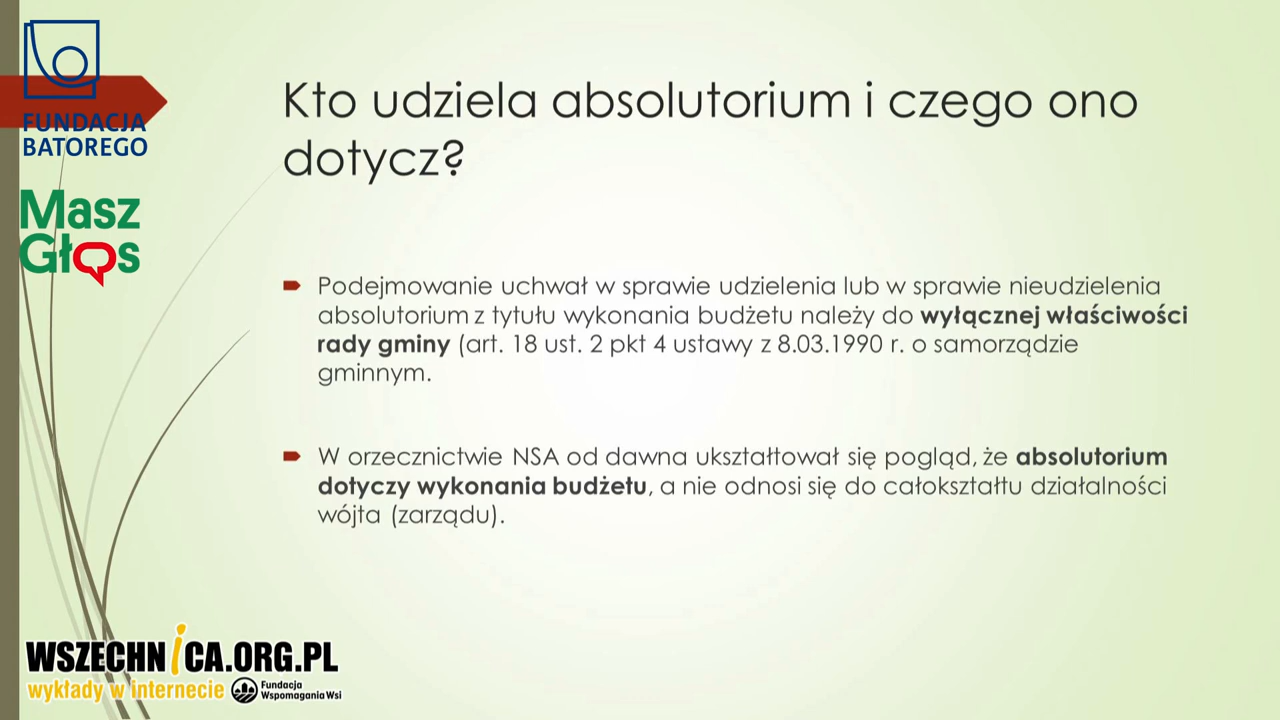 FUNDACJA
BATOREGO
Masz
Głos
Kto udziela absolutorium i czego ono
dotycz?
Podejmowanie uchwał w sprawie udzielenia lub w sprawie nieudzielenia
absolutorium z tytułu wykonania budżetu należy do wyłącznej właściwości
rady gminy (art. 18 ust. 2 pkt 4 ustawy z 8.03.1990 r. o samorządzie
gminnym.
W orzecznictwie NSA od dawna ukształtował się pogląd, że absolutorium
dotyczy wykonania budżetu, a nie odnosi się do całokształtu działalności
wójta (zarządu).
WSZECHNiCA.ORG.PL
wykłady w internecie
Fundacja
Wspomagania Wsi